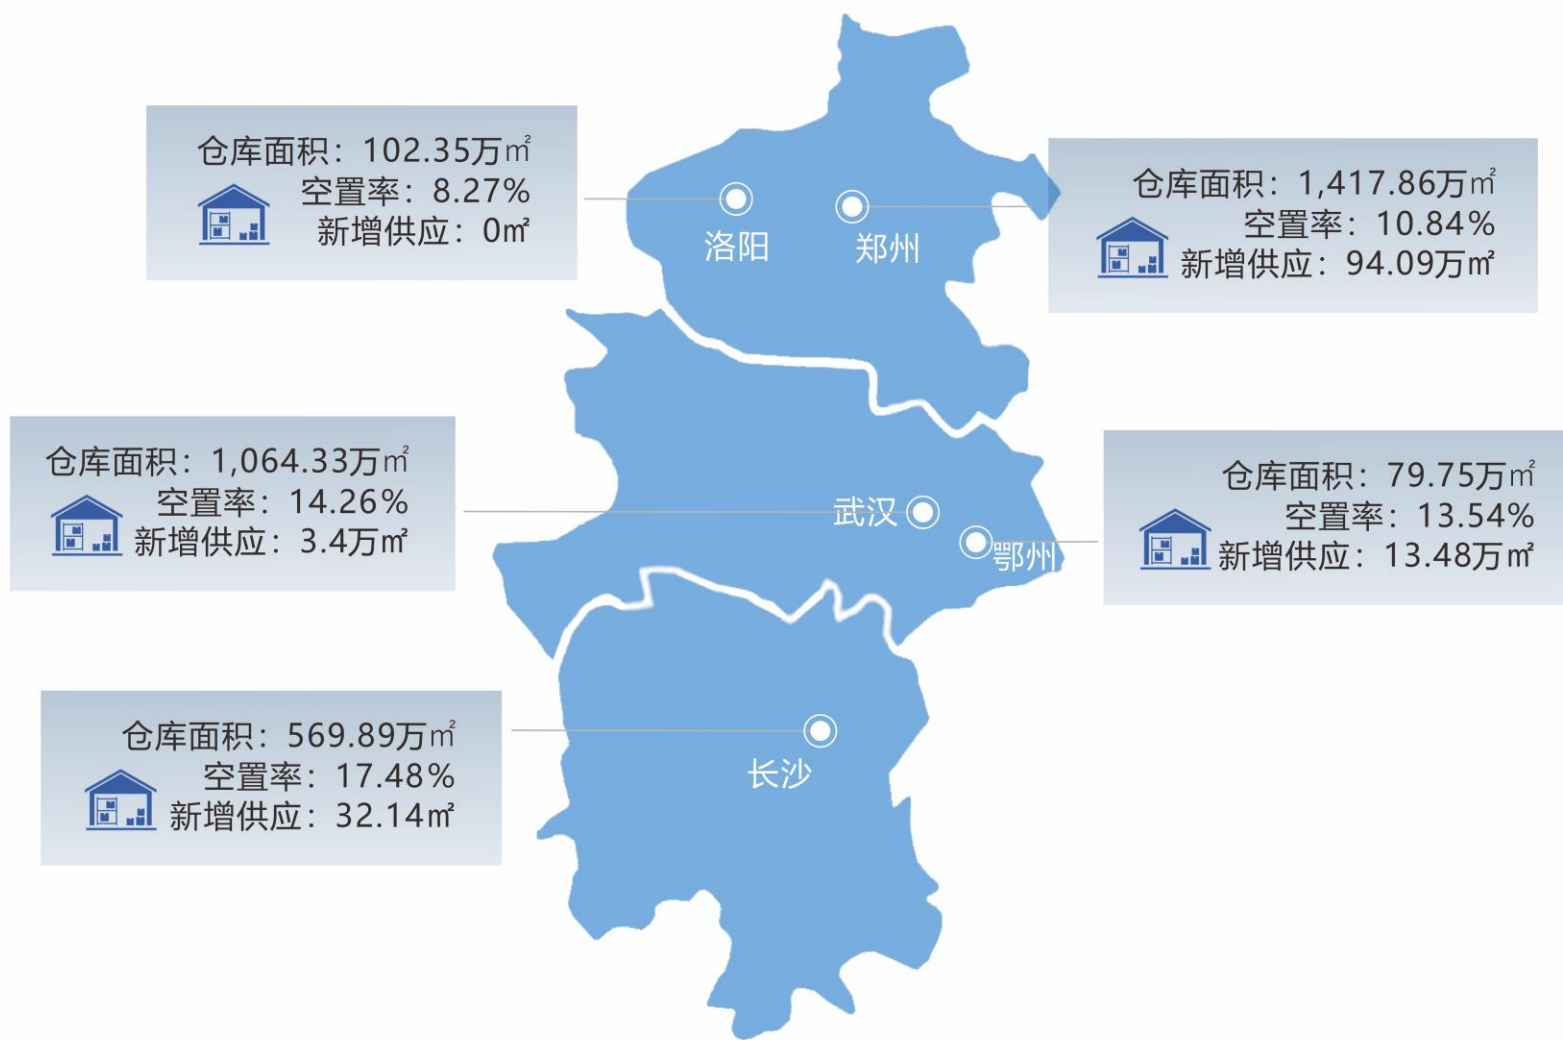 仓库面积：102.35万㎡
空置率：8.27%
新增供应：0㎡
洛阳
郑州
仓库面积：1,417.86万㎡
空置率：10.84%
新增供应：94.09万㎡
仓库面积：1,064.33万㎡
空置率：14.26%
新增供应：3.4万㎡
武汉
鄂州
仓库面积：79.75万㎡
空置率：13.54%
新增供应：13.48万㎡
仓库面积：569.89万㎡
空置率：17.48%
新增供应：32.14㎡
长沙